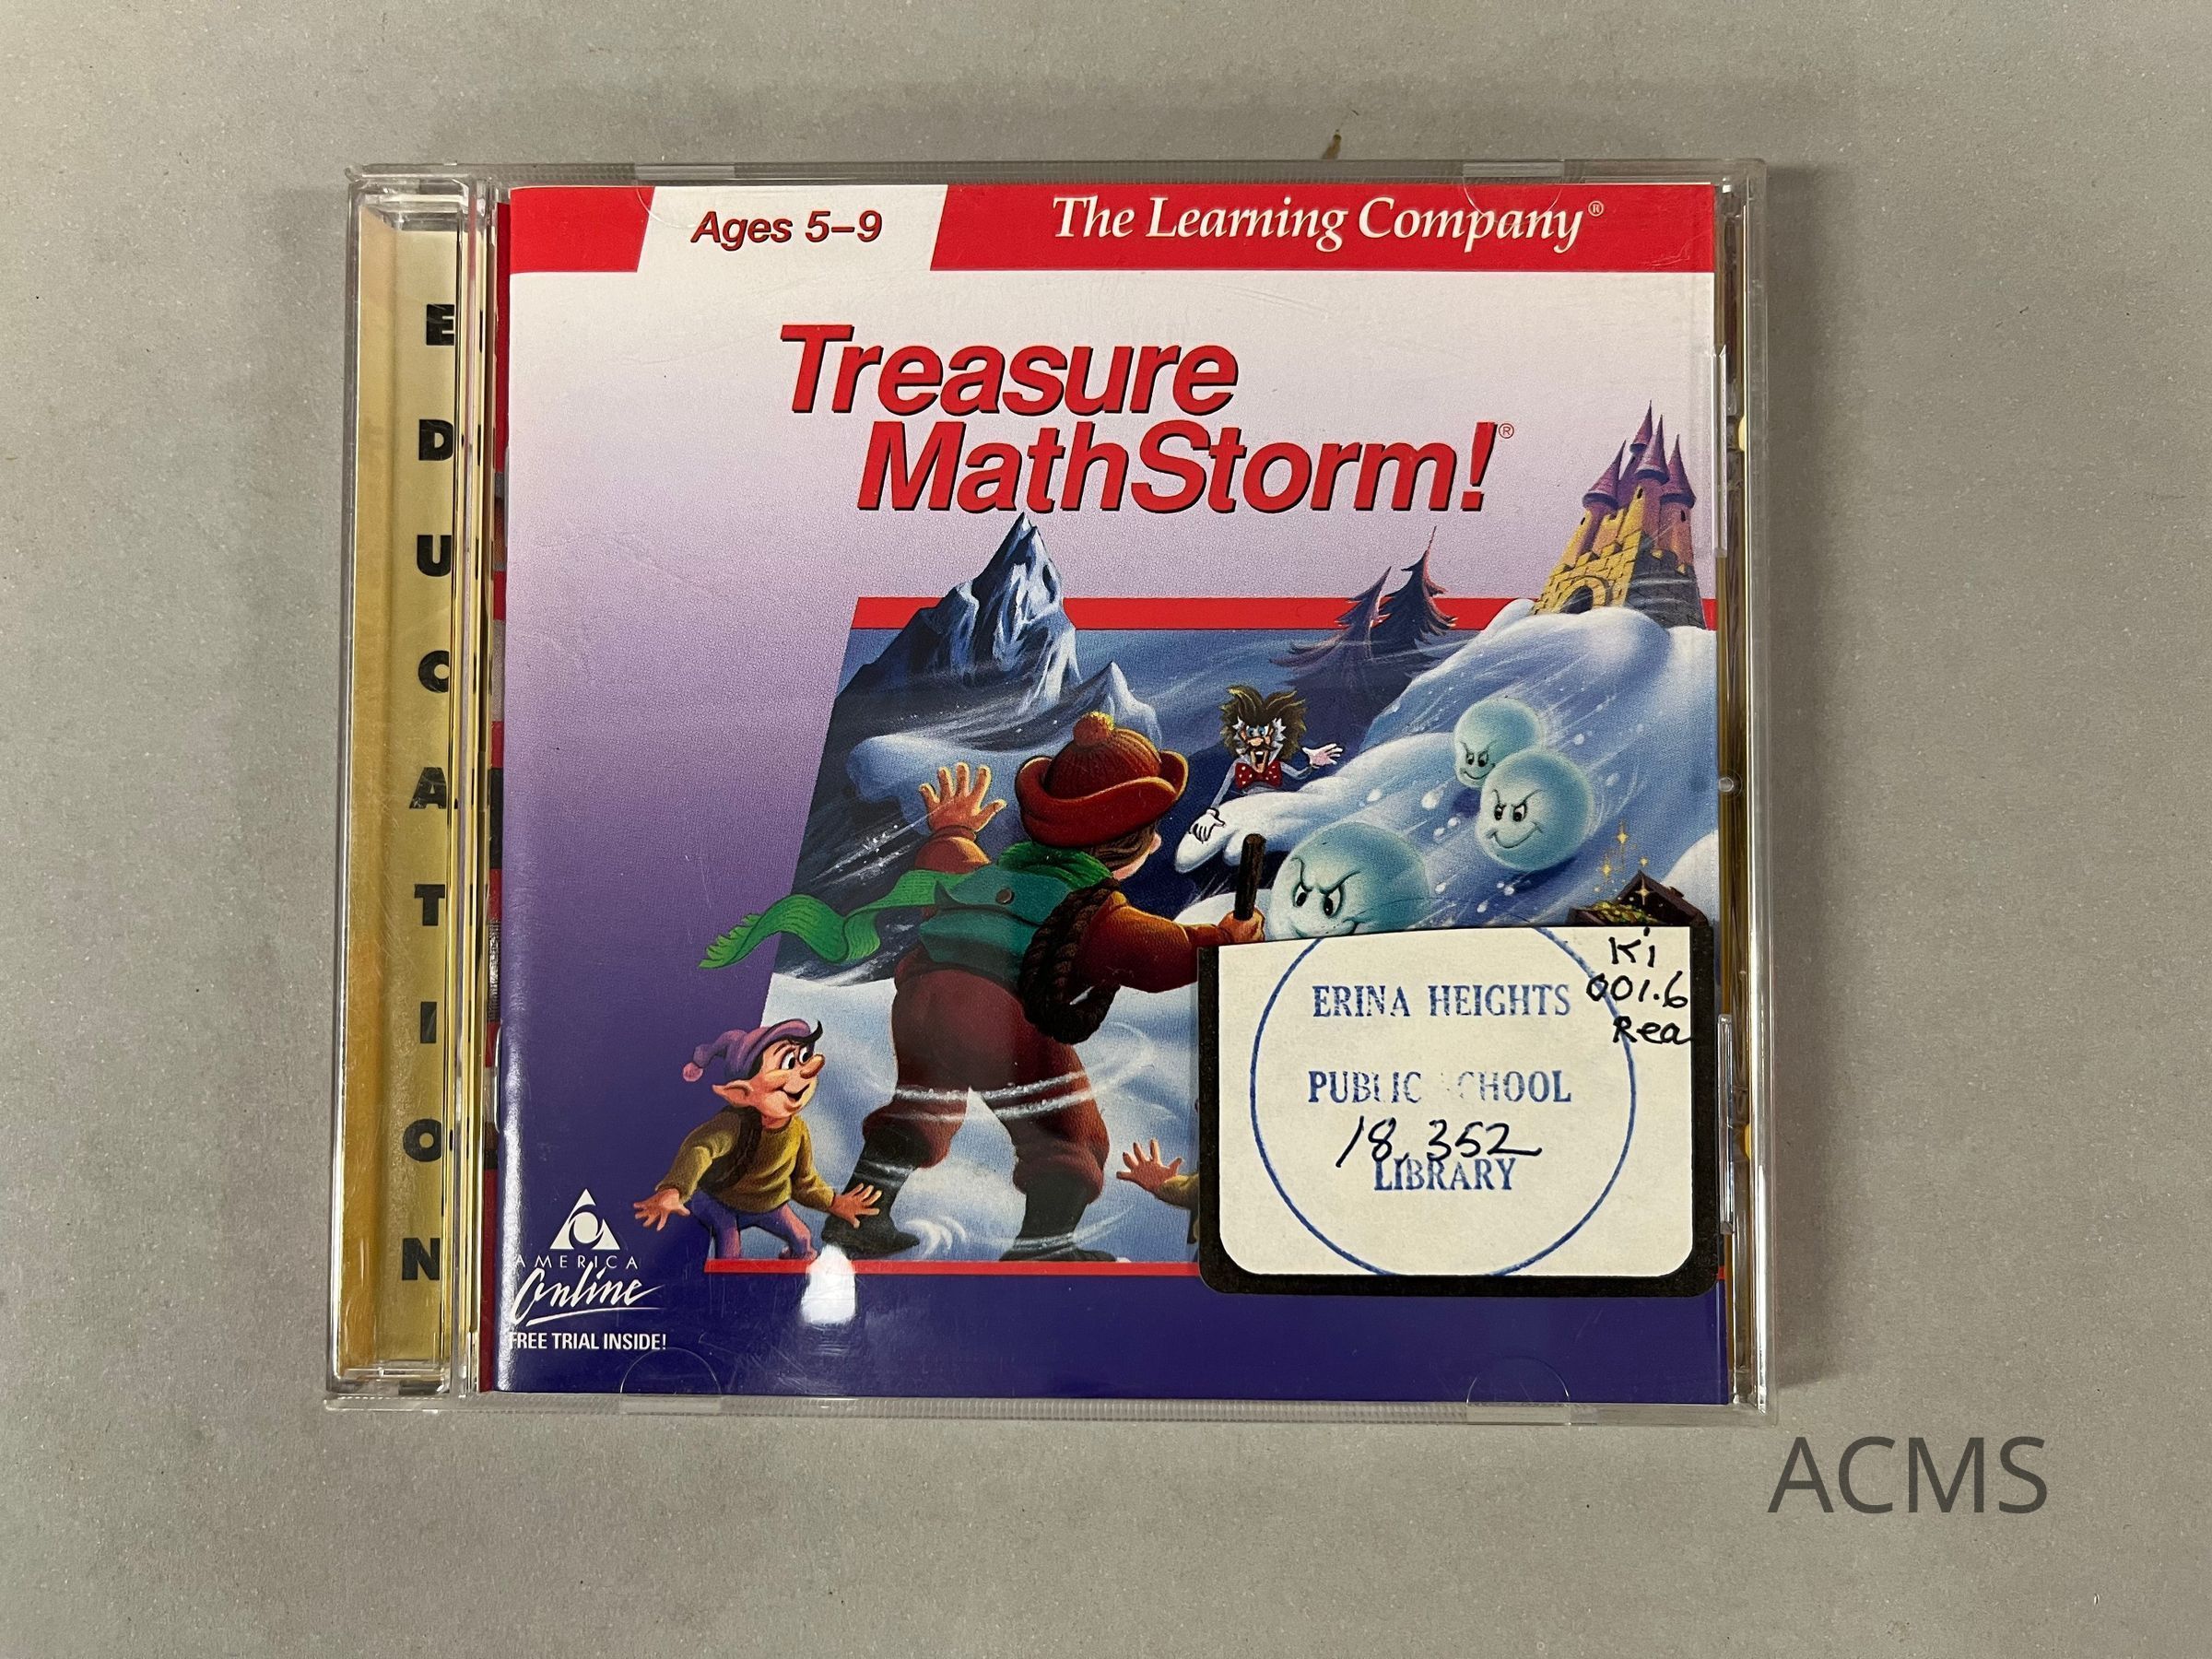 EDUCATION
Ages 5–9
The Learning Company®
Treasure
MathStorm!®
Ki
001.6
Rea
ERINA HEIGHTS
PUBLIC SCHOOL
18,352
LIBRARY
AMERICA
Online
FREE TRIAL INSIDE!
ACMS